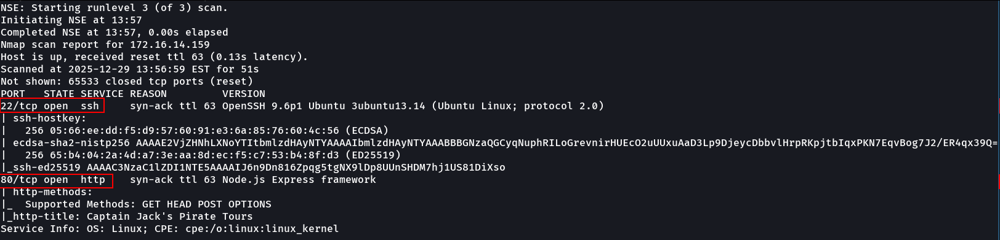 NSE: Starting runlevel 3 (of 3) scan.
Initiating NSE at 13:57
Completed NSE at 13:57, 0.00s elapsed
Nmap scan report for 172.16.14.159
Host is up, received reset ttl 63 (0.13s latency).
Scanned at 2025-12-29 13:56:59 EST for 51s
Not shown: 65533 closed tcp ports (reset)
PORT   STATE SERVICE REASON         VERSION
22/tcp open  ssh     syn-ack ttl 63 OpenSSH 9.6p1 Ubuntu 3ubuntu13.14 (Ubuntu Linux; protocol 2.0)
| ssh-hostkey:
|   256 05:66:ee:dd:f5:d9:57:60:91:e3:6a:85:76:60:4c:56 (ECDSA)
| ecdsa-sha2-nistp256 AAAAE2VjZHNhLXNoYTItbmlzdHAyNTYAAAAIbmlzdHAyNTYAAABBBGNzaQGCyqNuphRILoGrevnirHUEcO2uUUxuAaD3Lp9DjeycDbbvlHrpRKpjtbIqxPKN7EqvBog7J2/ER4qx39Q=
|   256 65:b4:04:2a:4d:a7:3e:aa:8d:ec:f5:c7:53:b4:8f:d3 (ED25519)
|_ssh-ed25519 AAAAC3NzaC1lZDI1NTE5AAAAIJ6n9Dn816Zpqg5tgNX9lDp8UUnSHDM7hj1US81DiXso
80/tcp open  http    syn-ack ttl 63 Node.js Express framework
| http-methods:
|_  Supported Methods: GET HEAD POST OPTIONS
|_http-title: Captain Jack's Pirate Tours
Service Info: OS: Linux; CPE: cpe:/o:linux:linux_kernel